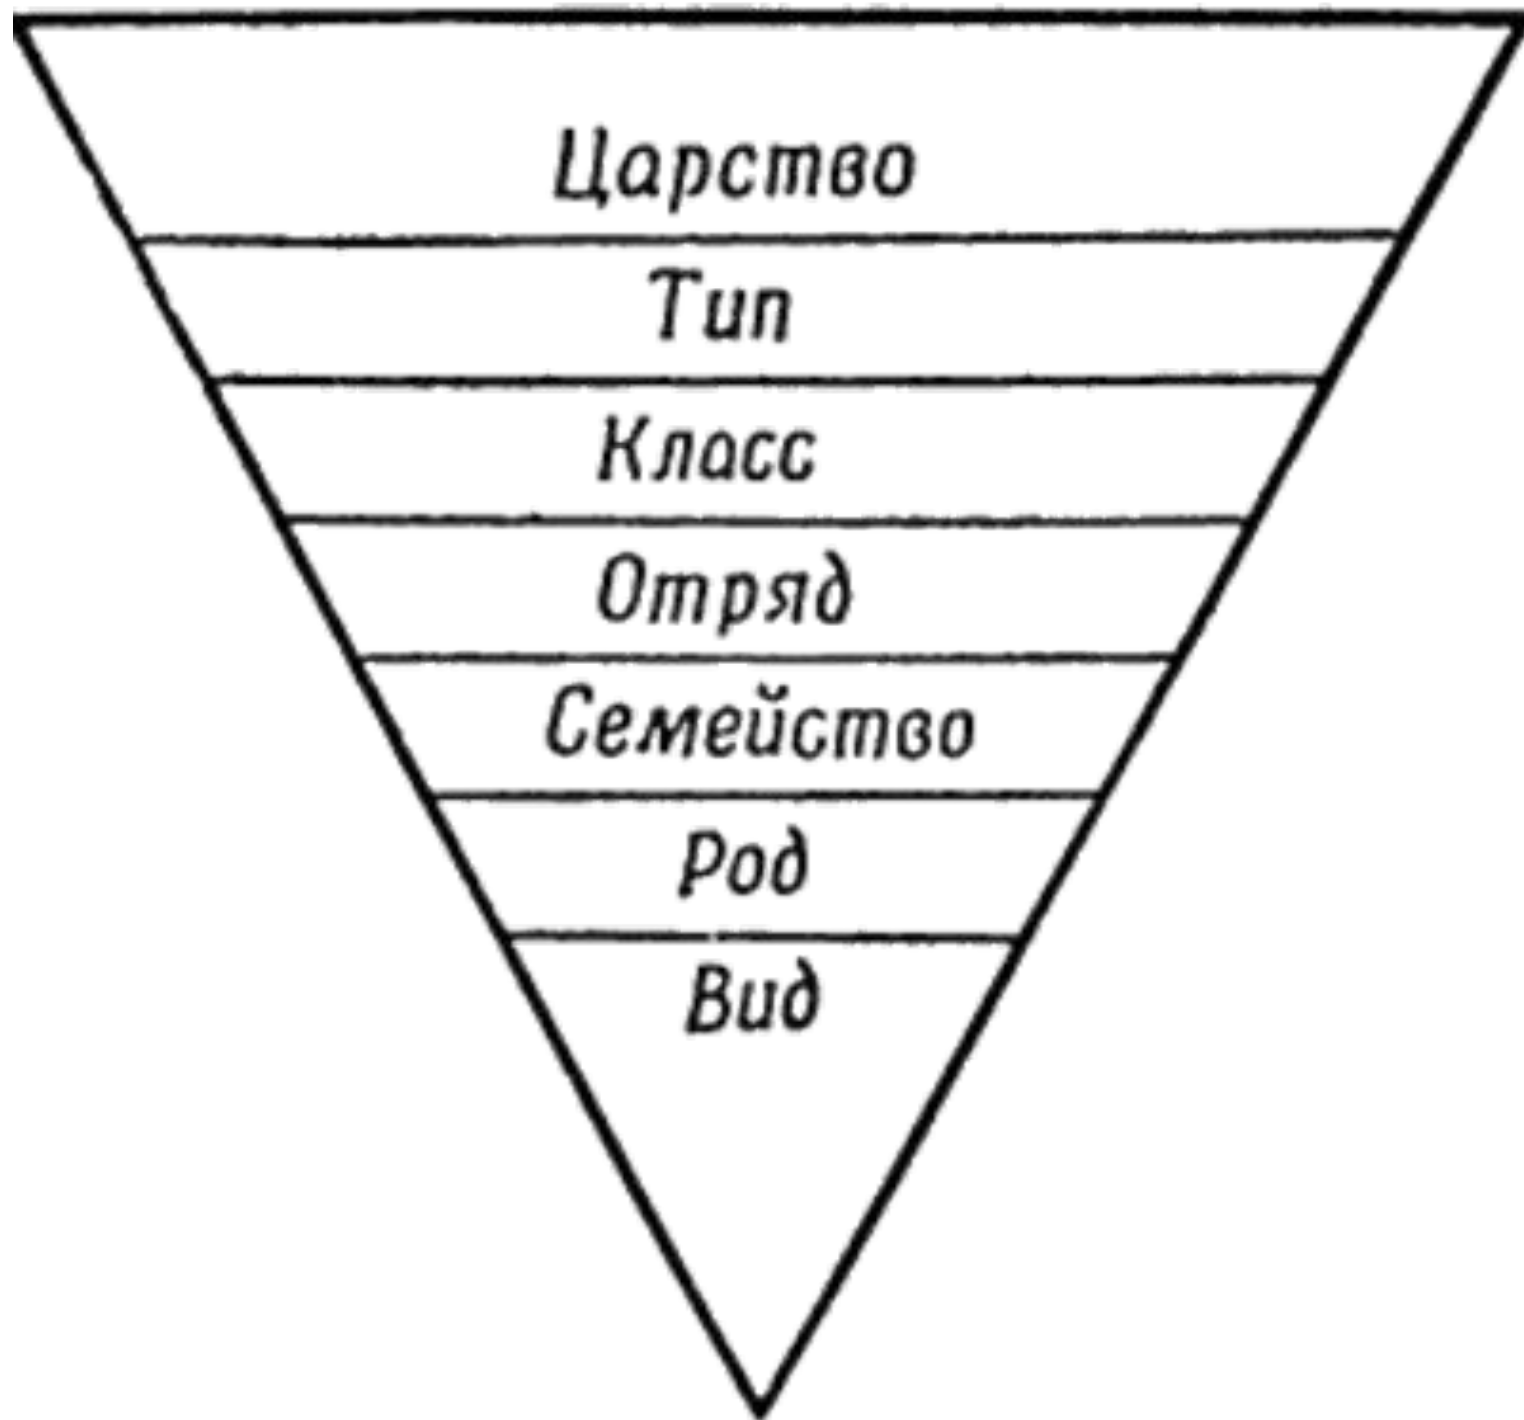 Царство
Тип
Класс
Отряд
Семейство
Род
Вид